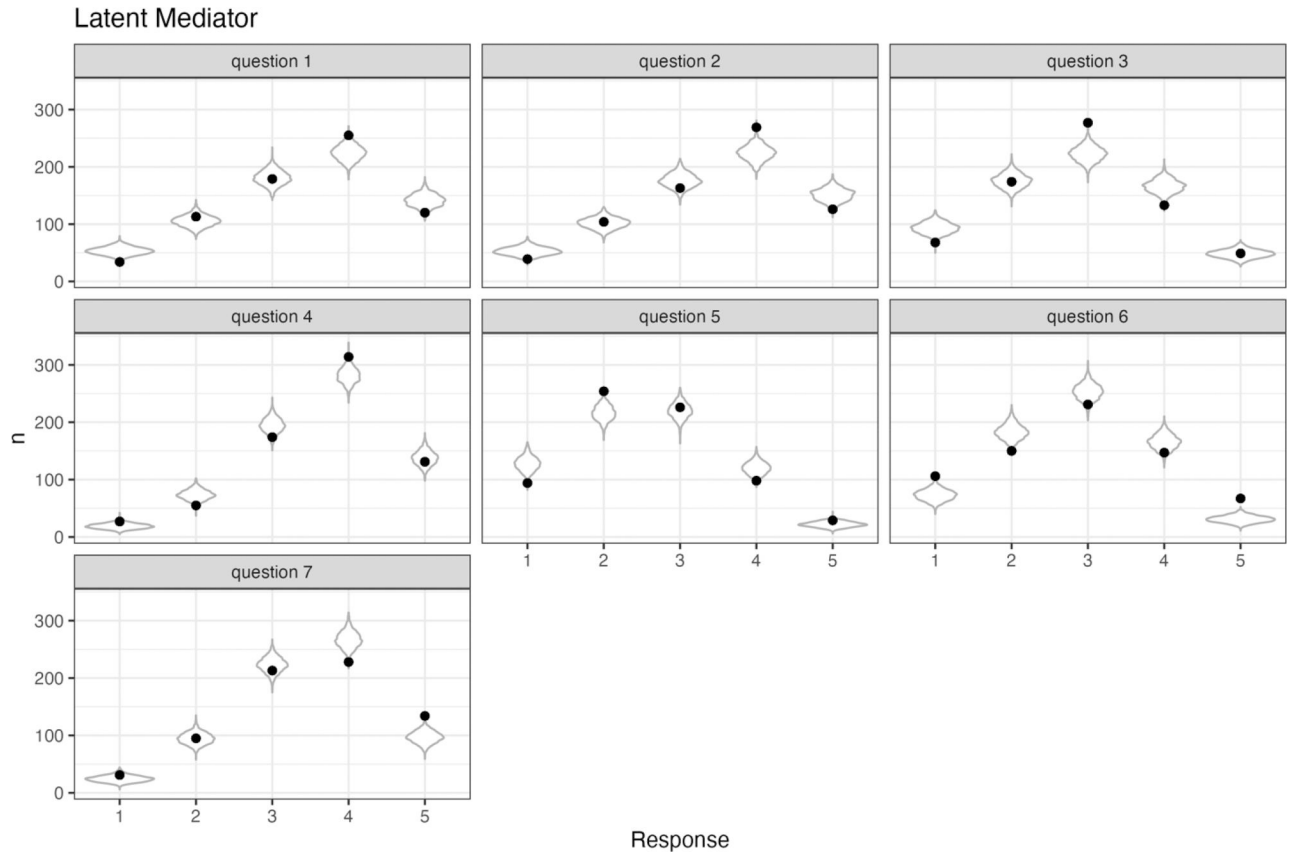 Latent Mediator
question 1
question 2
question 3
300
200
100
0
question 4
question 5
question 6
300
200
100
0
1 2 3 4 5
1 2 3 4 5
question 7
300
200
100
0
1 2 3 4 5
n
Response